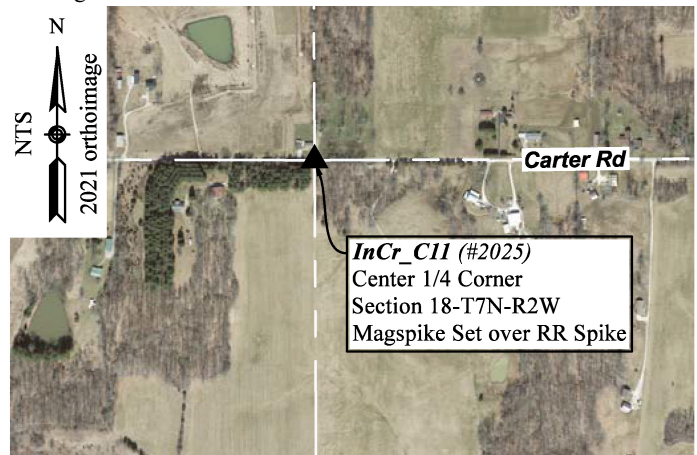 N
NTS
2021 orthoimage
Carter Rd
InCr_C11 (#2025)
Center 1/4 Corner
Section 18-T7N-R2W
Magspike Set over RR Spike